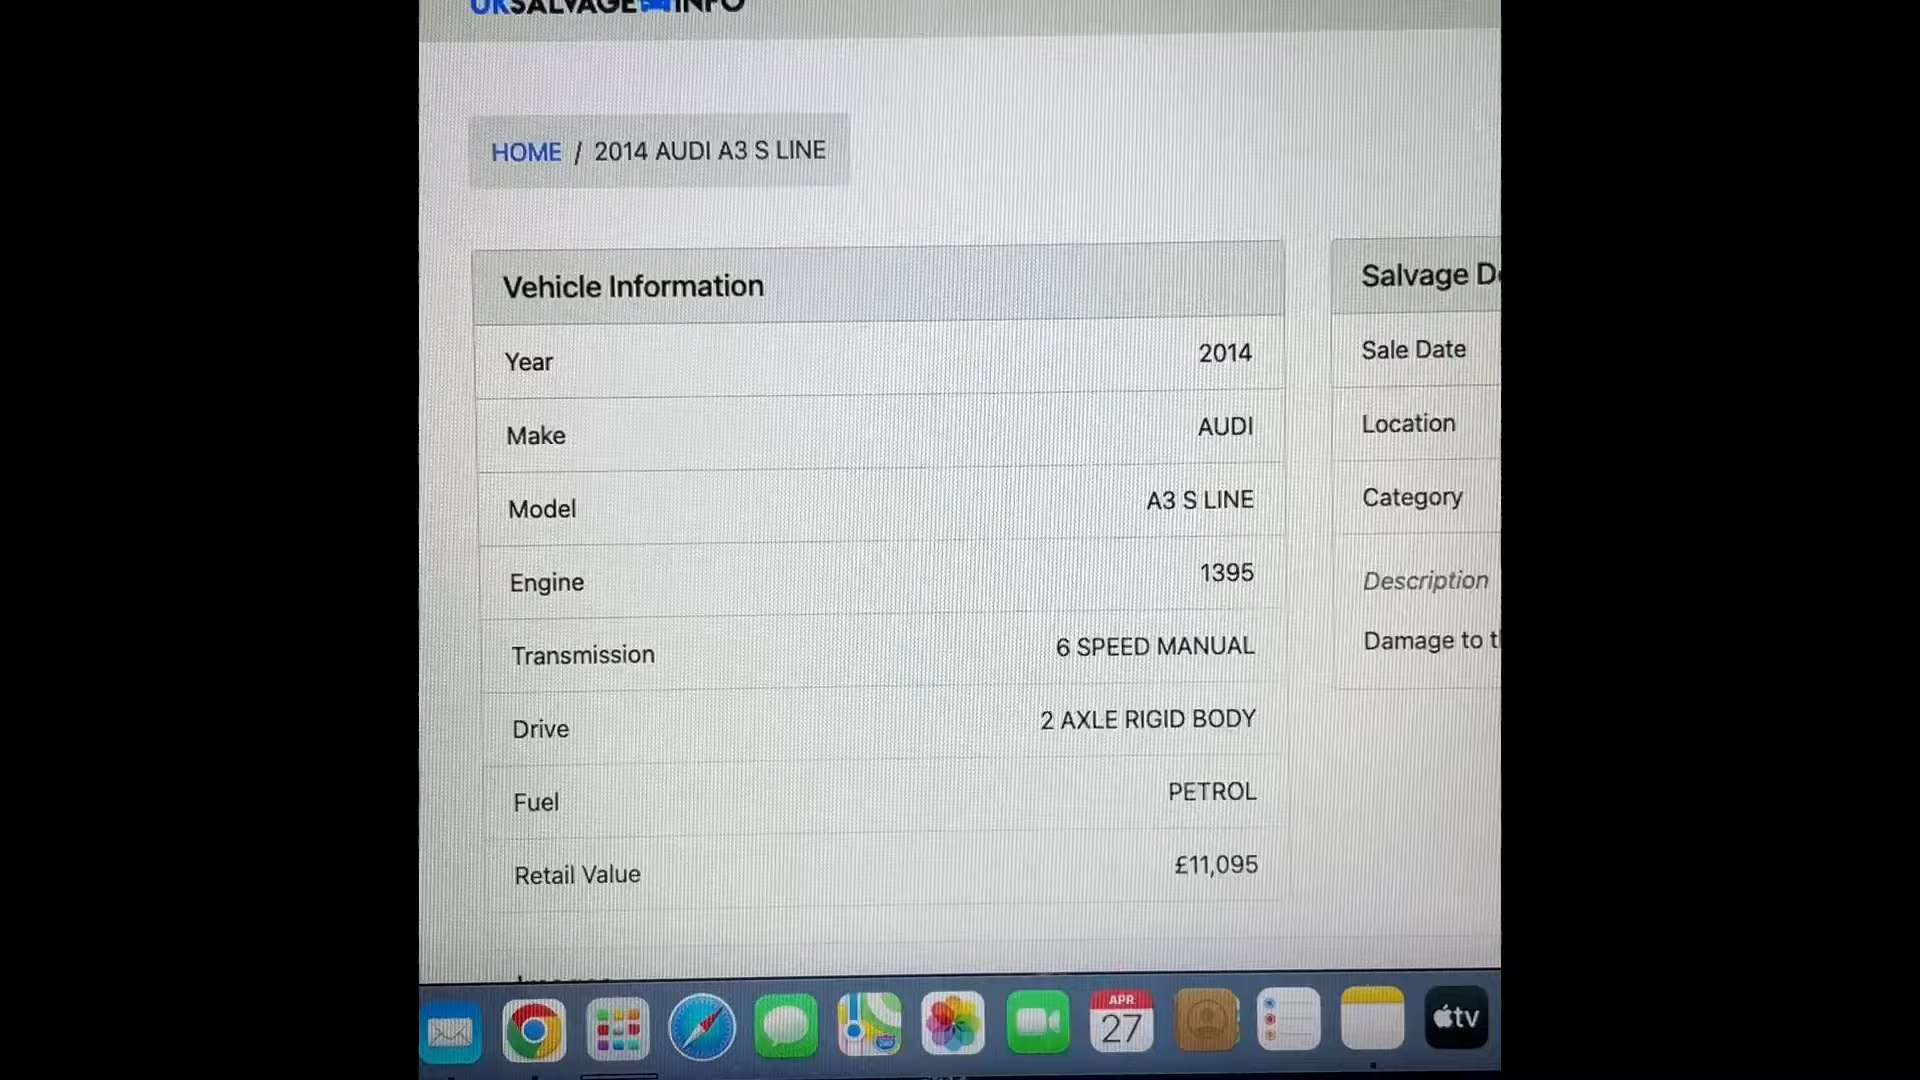 UKSALVAGE INFO
HOME / 2014 AUDI A3 S LINE
Vehicle Information
Year 2014
Make AUDI
Model A3 S LINE
Engine 1395
Transmission 6 SPEED MANUAL
Drive 2 AXLE RIGID BODY
Fuel PETROL
Retail Value £11,095
Salvage D
Sale Date
Location
Category
Description
Damage to t
APR
27
tv